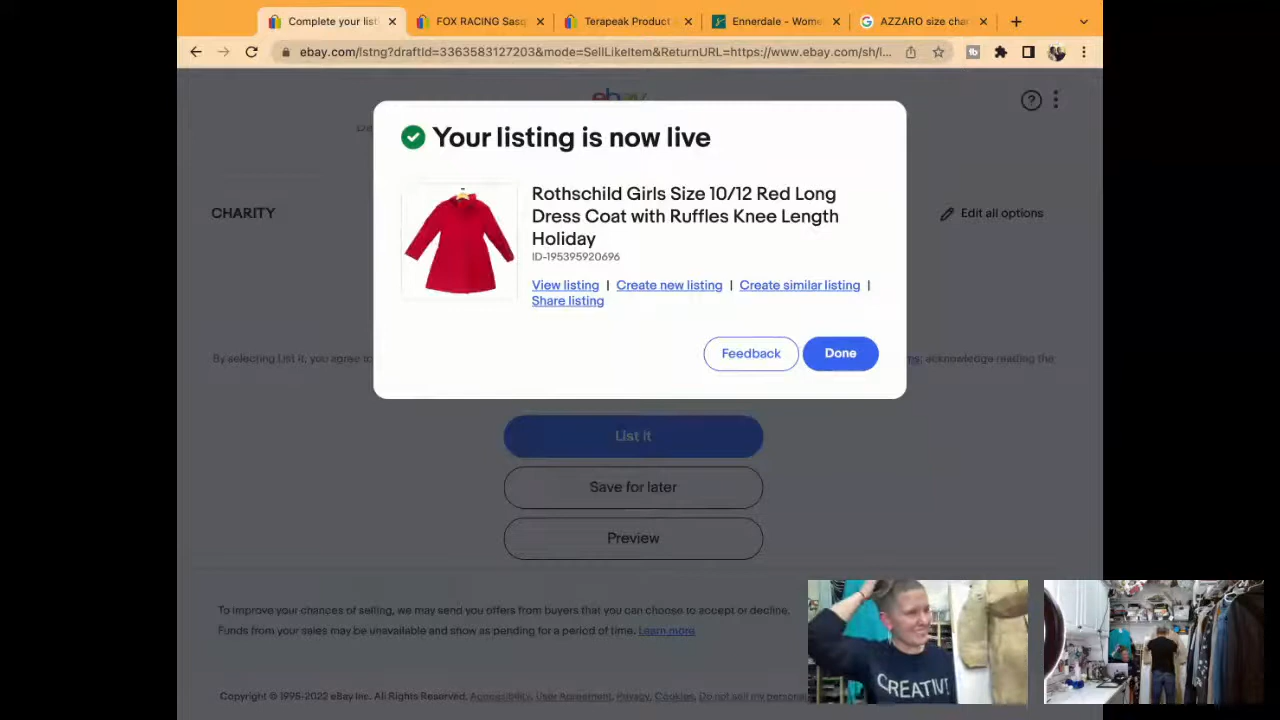 Complete your listi
FOX RACING Sasq
Terapeak Product
Ennerdale - Wome
AZZARO size char
ebay.com/lstng?draftId=3363583127203&mode=SellLikeItem&ReturnURL=https://www.ebay.com/sh/l...
ebay
Your listing is now live
Rothschild Girls Size 10/12 Red Long
Dress Coat with Ruffles Knee Length
Holiday
ID-195395920696
View listing | Create new listing | Create similar listing |
Share listing
Feedback
Done
CHARITY
Edit all options
By selecting List it, you agree to
acknowledge reading the
List it
Save for later
Preview
To improve your chances of selling, we may send you offers from buyers that you can choose to accept or decline.
Funds from your sales may be unavailable and show as pending for a period of time. Learn more
Copyright © 1995-2022 eBay Inc. All Rights Reserved. Accessibility, User Agreement, Privacy, Cookies, Do not sell my persona
CREATIVE